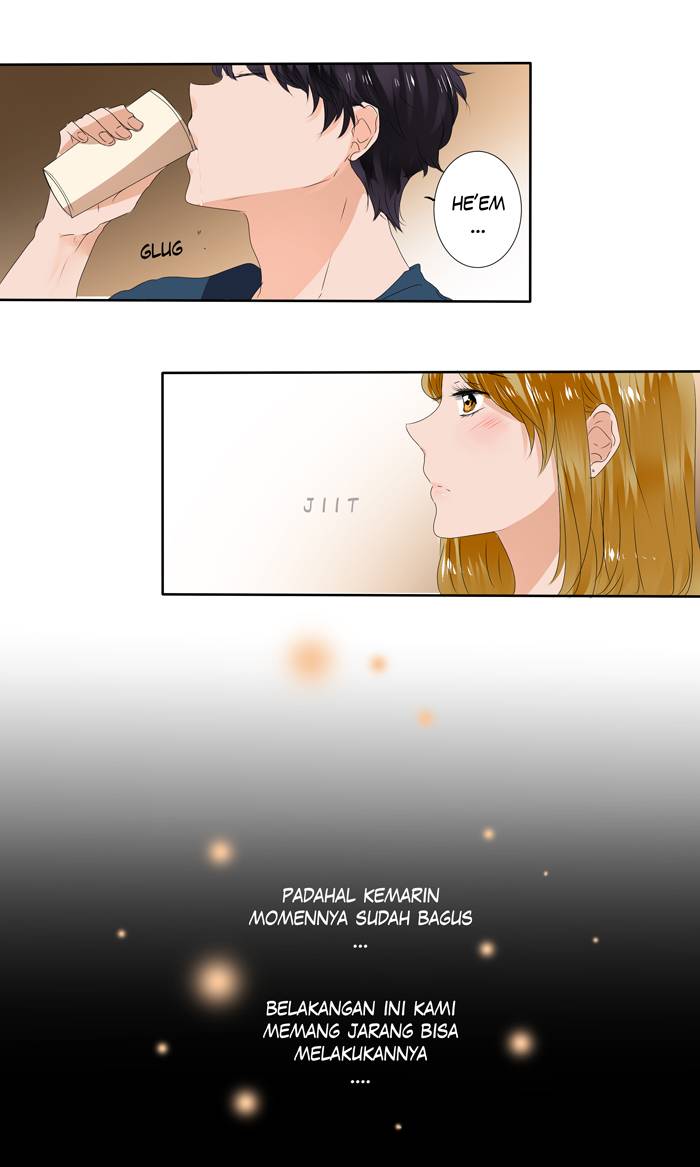 HE'EM
...
GLUG
JIIT
PADAHAL KEMARIN
MOMENNYA SUDAH BAGUS
...
BELAKANGAN INI KAMI
MEMANG JARANG BISA
MELAKUKANNYA
....